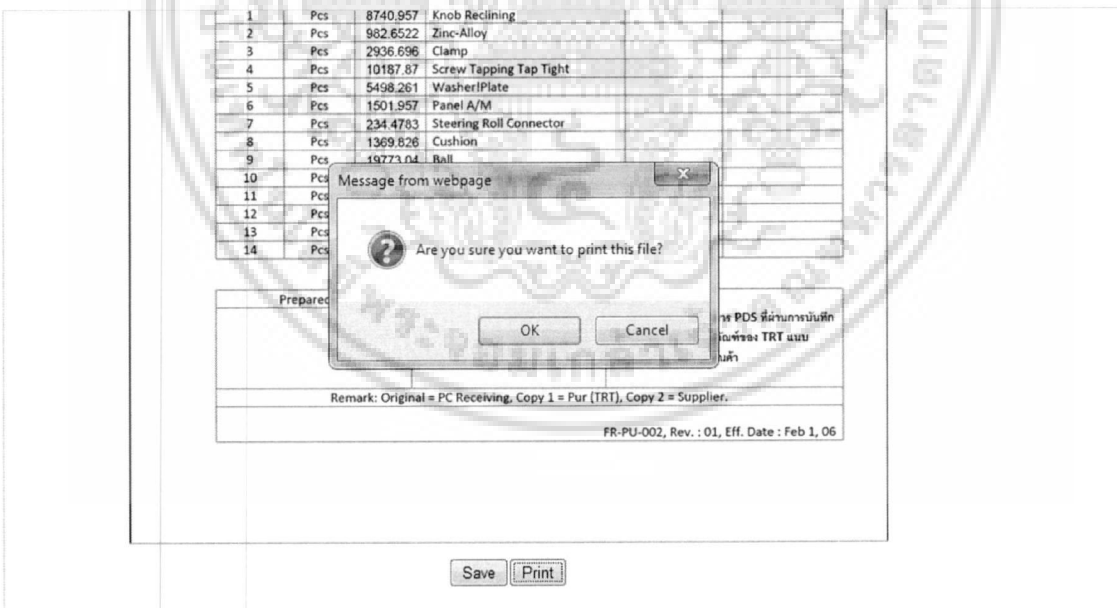 1 Pcs 8740.957 Knob Reclining
2 Pcs 982.6522 Zinc-Alloy
3 Pcs 2936.696 Clamp
4 Pcs 10187.87 Screw Tapping Tap Tight
5 Pcs 5498.261 Washer|Plate
6 Pcs 1501.957 Panel A/M
7 Pcs 234.4783 Steering Roll Connector
8 Pcs 1369.826 Cushion
9 Pcs 19773.04 Ball
10 Pcs
11 Pcs
12 Pcs
13 Pcs
14 Pcs
Message from webpage
Are you sure you want to print this file?
OK Cancel
Prepared
PDS ที่ผ่านการบันทึก
ของ TRT แบบ
Remark: Original = PC Receiving, Copy 1 = Pur (TRT), Copy 2 = Supplier.
FR-PU-002, Rev. : 01, Eff. Date : Feb 1, 06
Save Print